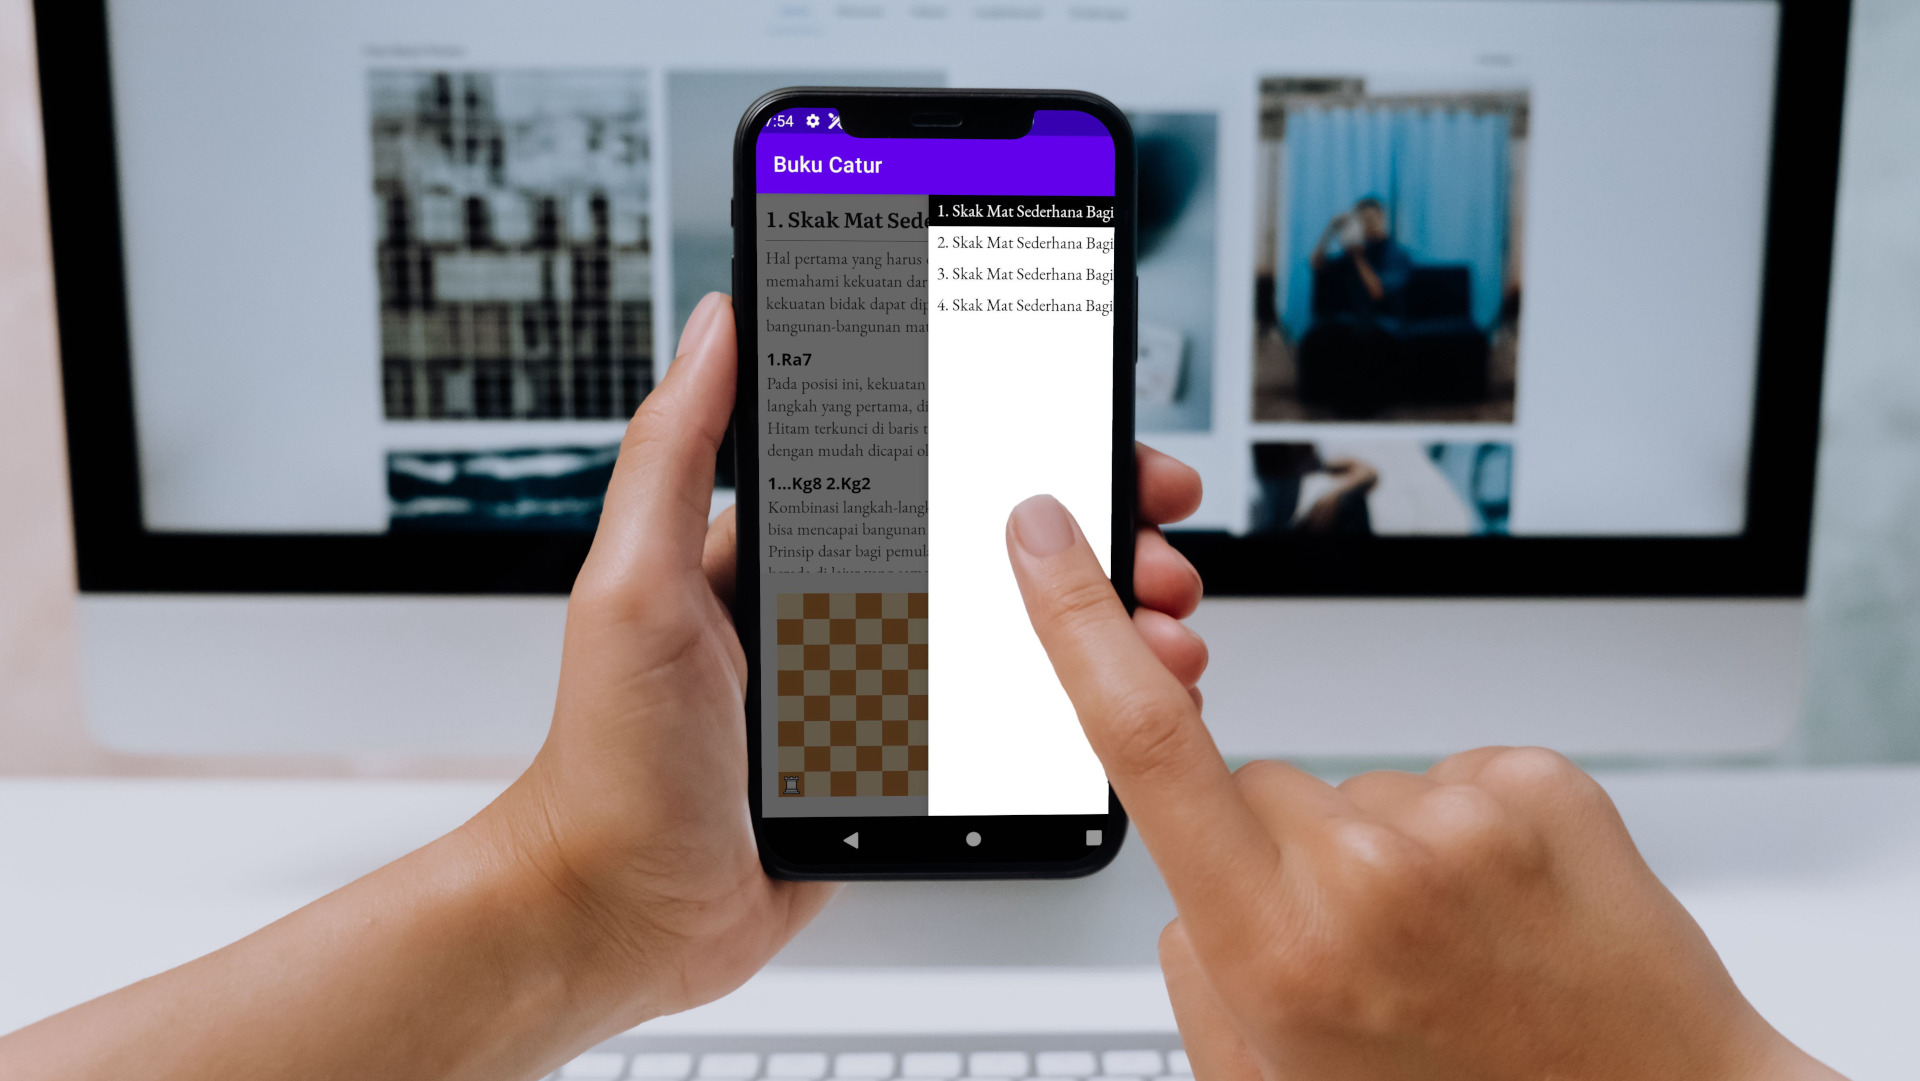 7:54
Buku Catur
1. Skak Mat Sede
Hal pertama yang harus
memahami kekuatan dar
kekuatan bidak dapat dip
bangunan-bangunan mat
1.Ra7
Pada posisi ini, kekuatan
langkah yang pertama, di
Hitam terkunci di baris t
dengan mudah dicapai ol
1...Kg8 2.Kg2
Kombinasi langkah-langk
bisa mencapai bangunan
Prinsip dasar bagi pemula
1. Skak Mat Sederhana Bagi
2. Skak Mat Sederhana Bagi
3. Skak Mat Sederhana Bagi
4. Skak Mat Sederhana Bagi